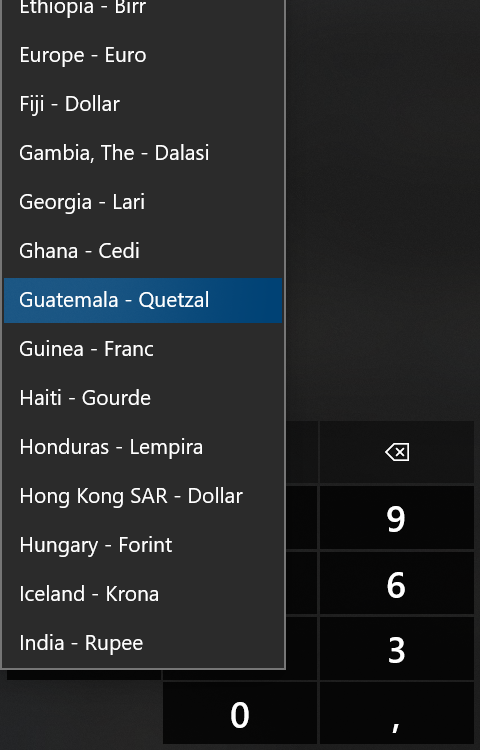 Ethiopia - Birr
Europe - Euro
Fiji - Dollar
Gambia, The - Dalasi
Georgia - Lari
Ghana - Cedi
Guatemala - Quetzal
Guinea - Franc
Haiti - Gourde
Honduras - Lempira
Hong Kong SAR - Dollar
Hungary - Forint
Iceland - Krona
India - Rupee
9
6
3
0 ,